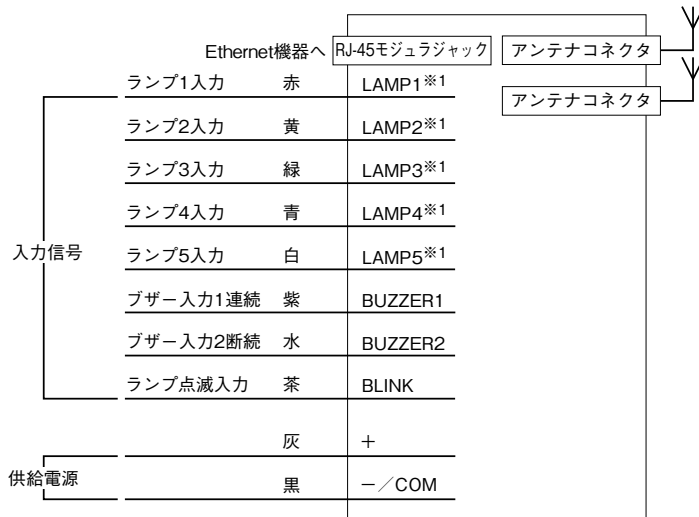 Ethernet機器へ RJ-45モジュラジャック アンテナコネクタ
アンテナコネクタ
ランプ1入力 赤 LAMP1※1
ランプ2入力 黄 LAMP2※1
ランプ3入力 緑 LAMP3※1
ランプ4入力 青 LAMP4※1
入力信号
ランプ5入力 白 LAMP5※1
ブザー入力1連続 紫 BUZZER1
ブザー入力2断続 水 BUZZER2
ランプ点滅入力 茶 BLINK
灰 +
供給電源
黒 -/COM